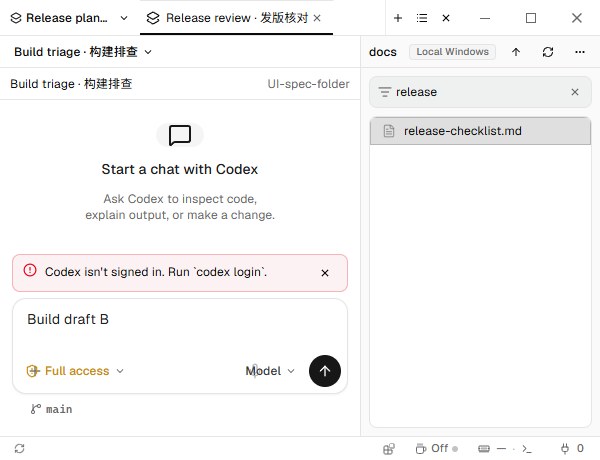 Release plan...
Release review · 发版核对
Build triage · 构建排查
docs
Local Windows
Build triage · 构建排查
UI-spec-folder
release
release-checklist.md
Start a chat with Codex
Ask Codex to inspect code,
explain output, or make a change.
Codex isn't signed in. Run `codex login`.
Build draft B
Full access
Model
main
Off
0